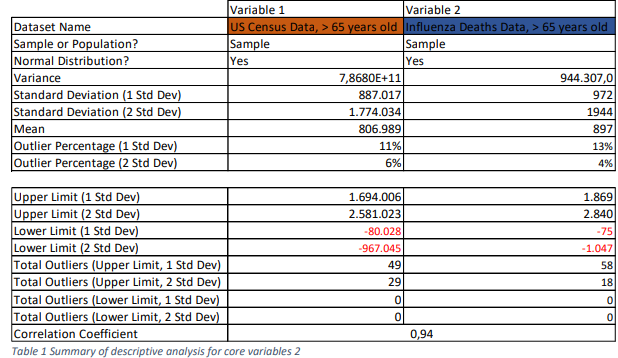 Variable 1 Variable 2
Dataset Name US Census Data, > 65 years old Influenza Deaths Data, > 65 years old
Sample or Population? Sample Sample
Normal Distribution? Yes Yes
Variance 7,8680E+11 944.307,0
Standard Deviation (1 Std Dev) 887.017 972
Standard Deviation (2 Std Dev) 1.774.034 1944
Mean 806.989 897
Outlier Percentage (1 Std Dev) 11% 13%
Outlier Percentage (2 Std Dev) 6% 4%
Upper Limit (1 Std Dev) 1.694.006 1.869
Upper Limit (2 Std Dev) 2.581.023 2.840
Lower Limit (1 Std Dev) -80.028 -75
Lower Limit (2 Std Dev) -967.045 -1.047
Total Outliers (Upper Limit, 1 Std Dev) 49 58
Total Outliers (Upper Limit, 2 Std Dev) 29 18
Total Outliers (Lower Limit, 1 Std Dev) 0 0
Total Outliers (Lower Limit, 2 Std Dev) 0 0
Correlation Coefficient 0,94
Table 1 Summary of descriptive analysis for core variables 2